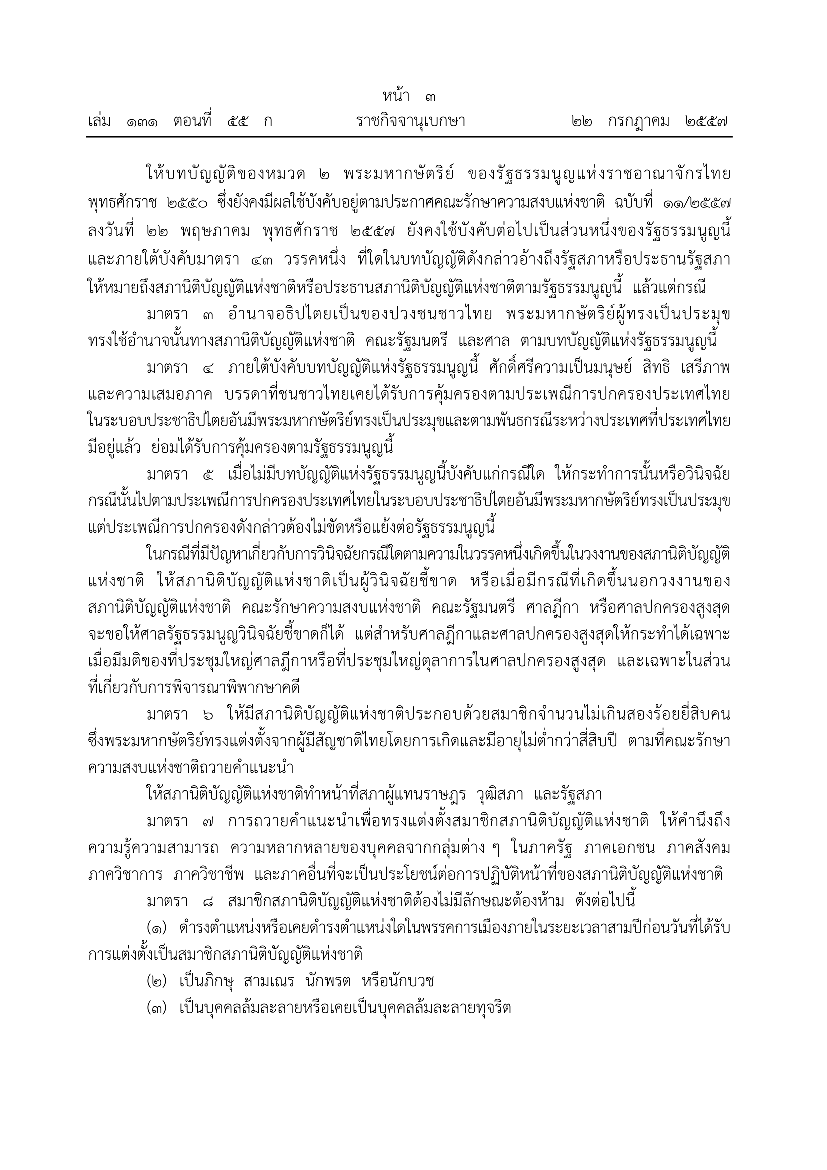 หน้า ๓
เล่ม ๑๓๑ ตอนที่ ๕๕ ก ราชกิจจานุเบกษา ๒๒ กรกฎาคม ๒๕๕๗
ให้บทบัญญัติของหมวด ๒ พระมหากษัตริย์ ของรัฐธรรมนูญแห่งราชอาณาจักรไทย
พุทธศักราช ๒๕๕๐ ซึ่งยังคงมีผลใช้บังคับอยู่ตามประกาศคณะรักษาความสงบแห่งชาติ ฉบับที่ ๑๑/๒๕๕๗
ลงวันที่ ๒๒ พฤษภาคม พุทธศักราช ๒๕๕๗ ยังคงใช้บังคับต่อไปเป็นส่วนหนึ่งของรัฐธรรมนูญนี้
และภายใต้บังคับมาตรา ๔๓ วรรคหนึ่ง ที่ใดในบทบัญญัติดังกล่าวอ้างถึงรัฐสภาหรือประธานรัฐสภา
ให้หมายถึงสภานิติบัญญัติแห่งชาติหรือประธานสภานิติบัญญัติแห่งชาติตามรัฐธรรมนูญนี้ แล้วแต่กรณี
มาตรา ๓ อำนาจอธิปไตยเป็นของปวงชนชาวไทย พระมหากษัตริย์ผู้ทรงเป็นประมุข
ทรงใช้อำนาจนั้นทางสภานิติบัญญัติแห่งชาติ คณะรัฐมนตรี และศาล ตามบทบัญญัติแห่งรัฐธรรมนูญนี้
มาตรา ๔ ภายใต้บังคับบทบัญญัติแห่งรัฐธรรมนูญนี้ ศักดิ์ศรีความเป็นมนุษย์ สิทธิ เสรีภาพ
และความเสมอภาค บรรดาที่ชนชาวไทยเคยได้รับการคุ้มครองตามประเพณีการปกครองประเทศไทย
ในระบอบประชาธิปไตยอันมีพระมหากษัตริย์ทรงเป็นประมุขและตามพันธกรณีระหว่างประเทศที่ประเทศไทย
มีอยู่แล้ว ย่อมได้รับการคุ้มครองตามรัฐธรรมนูญนี้
มาตรา ๕ เมื่อไม่มีบทบัญญัติแห่งรัฐธรรมนูญนี้บังคับแก่กรณีใด ให้กระทำการนั้นหรือวินิจฉัย
กรณีนั้นไปตามประเพณีการปกครองประเทศไทยในระบอบประชาธิปไตยอันมีพระมหากษัตริย์ทรงเป็นประมุข
แต่ประเพณีการปกครองดังกล่าวต้องไม่ขัดหรือแย้งต่อรัฐธรรมนูญนี้
ในกรณีที่มีปัญหาเกี่ยวกับการวินิจฉัยกรณีใดตามความในวรรคหนึ่งเกิดขึ้นในวงงานของสภานิติบัญญัติ
แห่งชาติ ให้สภานิติบัญญัติแห่งชาติเป็นผู้วินิจฉัยชี้ขาด หรือเมื่อมีกรณีที่เกิดขึ้นนอกวงงานของ
สภานิติบัญญัติแห่งชาติ คณะรักษาความสงบแห่งชาติ คณะรัฐมนตรี ศาลฎีกา หรือศาลปกครองสูงสุด
จะขอให้ศาลรัฐธรรมนูญวินิจฉัยชี้ขาดก็ได้ แต่สำหรับศาลฎีกาและศาลปกครองสูงสุดให้กระทำได้เฉพาะ
เมื่อมีมติของที่ประชุมใหญ่ศาลฎีกาหรือที่ประชุมใหญ่ตุลาการในศาลปกครองสูงสุด และเฉพาะในส่วน
ที่เกี่ยวกับการพิจารณาพิพากษาคดี
มาตรา ๖ ให้มีสภานิติบัญญัติแห่งชาติประกอบด้วยสมาชิกจำนวนไม่เกินสองร้อยยี่สิบคน
ซึ่งพระมหากษัตริย์ทรงแต่งตั้งจากผู้มีสัญชาติไทยโดยการเกิดและมีอายุไม่ต่ำกว่าสี่สิบปี ตามที่คณะรักษา
ความสงบแห่งชาติถวายคำแนะนำ
ให้สภานิติบัญญัติแห่งชาติทำหน้าที่สภาผู้แทนราษฎร วุฒิสภา และรัฐสภา
มาตรา ๗ การถวายคำแนะนำเพื่อทรงแต่งตั้งสมาชิกสภานิติบัญญัติแห่งชาติ ให้คำนึงถึง
ความรู้ความสามารถ ความหลากหลายของบุคคลจากกลุ่มต่าง ๆ ในภาครัฐ ภาคเอกชน ภาคสังคม
ภาควิชาการ ภาควิชาชีพ และภาคอื่นที่จะเป็นประโยชน์ต่อการปฏิบัติหน้าที่ของสภานิติบัญญัติแห่งชาติ
มาตรา ๘ สมาชิกสภานิติบัญญัติแห่งชาติต้องไม่มีลักษณะต้องห้าม ดังต่อไปนี้
(๑) ดำรงตำแหน่งหรือเคยดำรงตำแหน่งใดในพรรคการเมืองภายในระยะเวลาสามปีก่อนวันที่ได้รับ
การแต่งตั้งเป็นสมาชิกสภานิติบัญญัติแห่งชาติ
(๒) เป็นภิกษุ สามเณร นักพรต หรือนักบวช
(๓) เป็นบุคคลล้มละลายหรือเคยเป็นบุคคลล้มละลายทุจริต